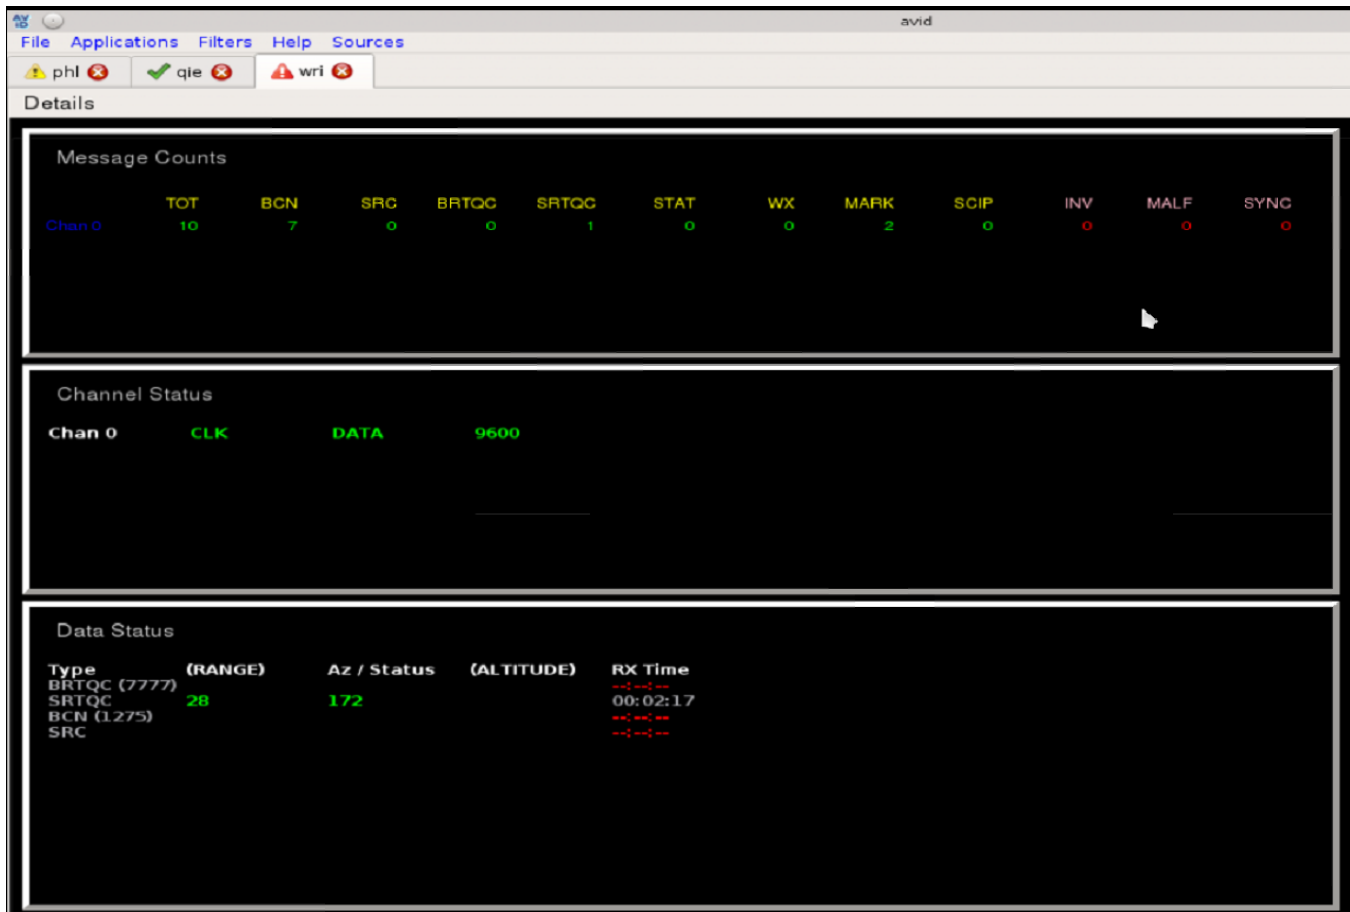 avid
File Applications Filters Help Sources
phl qie wri
Details
Message Counts
TOT BCN SRC BRTQC SRTQC STAT WX MARK SCIP INV MALF SYNC
Chan 0 10 7 0 0 1 0 0 2 0 0 0 0
Channel Status
Chan 0 CLK DATA 9600
Data Status
Type (RANGE) Az / Status (ALTITUDE) RX Time
BRTQC (7777) --:--:--
SRTQC 28 172 00:02:17
BCN (1275) --:--:--
SRC --:--:--